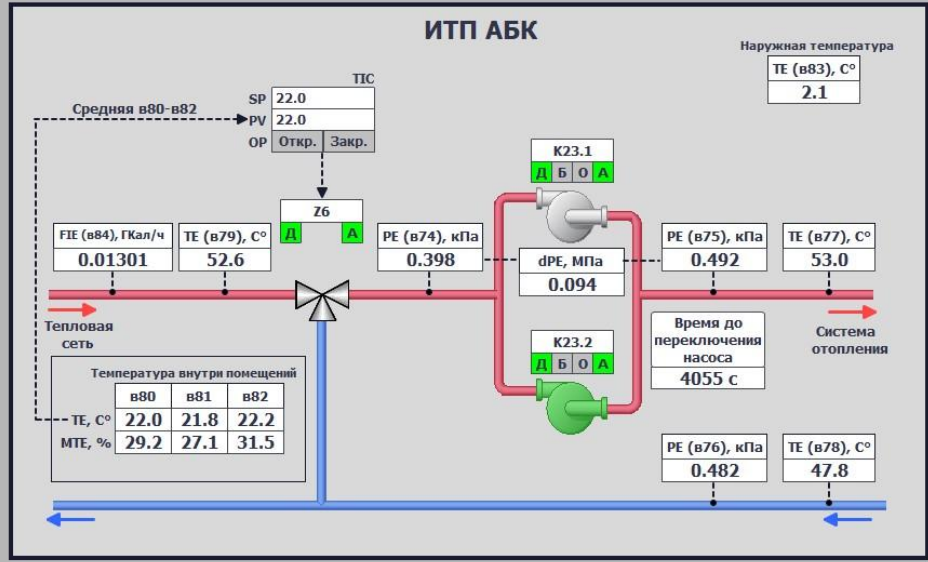 ИТП АБК
Наружная температура
TE (в83), C°
2.1
TIC
SP 22.0
Средняя в80-в82
PV 22.0
OP Откр. Закр.
K23.1
Д Б О А
Z6
Д А
FIE (в84), ГКал/ч
0.01301
TE (в79), C°
52.6
PE (в74), кПа
0.398
dPE, МПа
0.094
PE (в75), кПа
0.492
TE (в77), C°
53.0
Тепловая
сеть
Время до
переключения
насоса
4055 с
Система
отопления
K23.2
Д Б О А
Температура внутри помещений
в80 в81 в82
TE, C° 22.0 21.8 22.2
MTE, % 29.2 27.1 31.5
PE (в76), кПа
0.482
TE (в78), C°
47.8